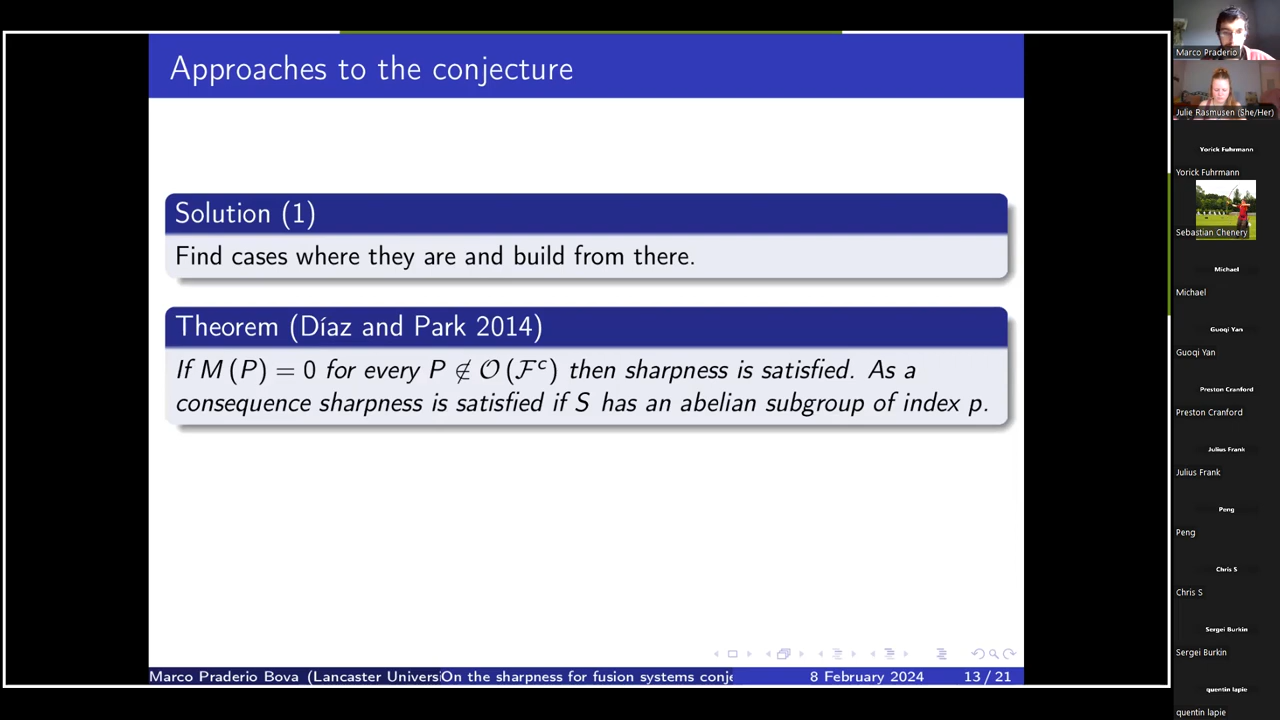 Approaches to the conjecture
Solution (1)
Find cases where they are and build from there.
Theorem (Díaz and Park 2014)
If M (P) = 0 for every P ∉ O (F^c) then sharpness is satisfied. As a
consequence sharpness is satisfied if S has an abelian subgroup of index p.
Marco Praderio Bova (Lancaster Univers
On the sharpness for fusion systems conje
8 February 2024
13 / 21
Marco Praderio
Julie Rasmusen (She/Her)
Yorick Fuhrmann
Yorick Fuhrmann
Sebastian Chenery
Michael
Michael
Guoqi Yan
Guoqi Yan
Preston Cranford
Preston Cranford
Julius Frank
Julius Frank
Peng
Peng
Chris S
Chris S
Sergei Burkin
Sergei Burkin
quentin lapie
quentin lapie